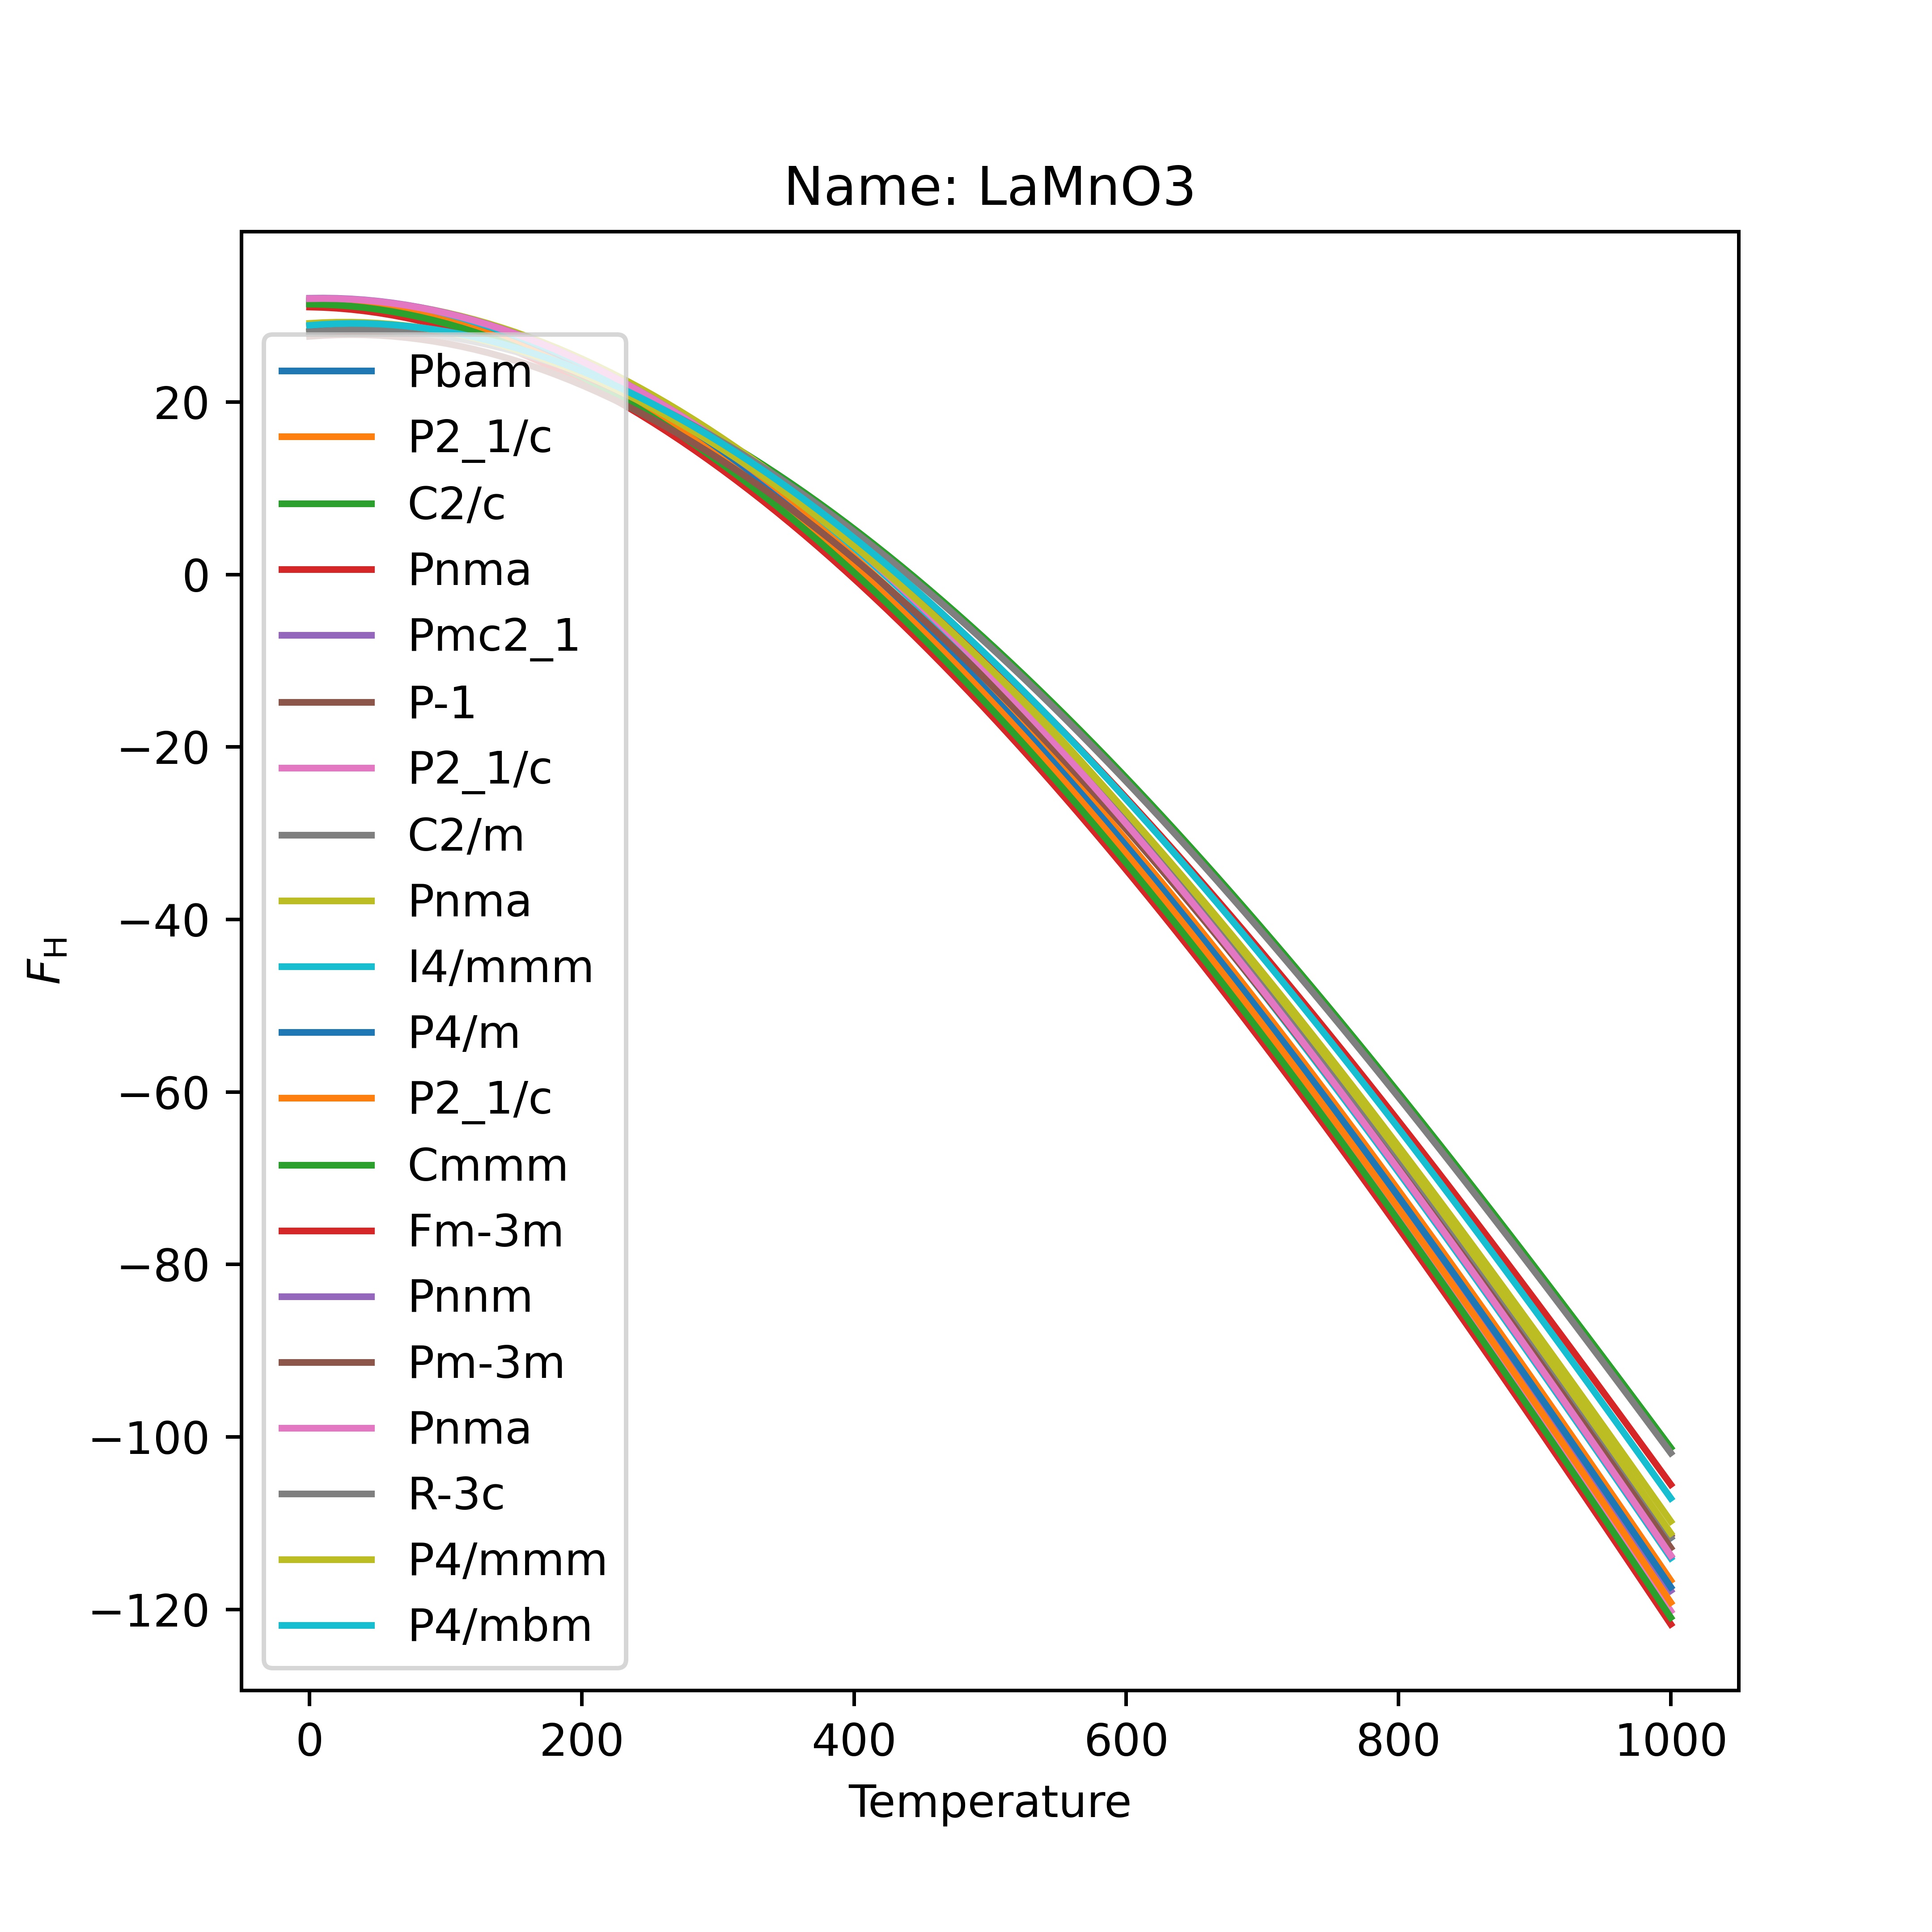 Name: LaMnO3
20
0
−20
−40
−60
−80
−100
−120
F_H
Pbam
P2_1/c
C2/c
Pnma
Pmc2_1
P-1
P2_1/c
C2/m
Pnma
I4/mmm
P4/m
P2_1/c
Cmmm
Fm-3m
Pnnm
Pm-3m
Pnma
R-3c
P4/mmm
P4/mbm
0 200 400 600 800 1000
Temperature